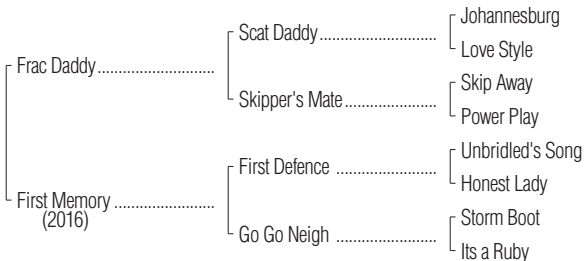 Johannesburg
Scat Daddy
Love Style
Frac Daddy
Skip Away
Skipper's Mate
Power Play
Unbridled's Song
First Defence
Honest Lady
First Memory
(2016)
Storm Boot
Go Go Neigh
Its a Ruby